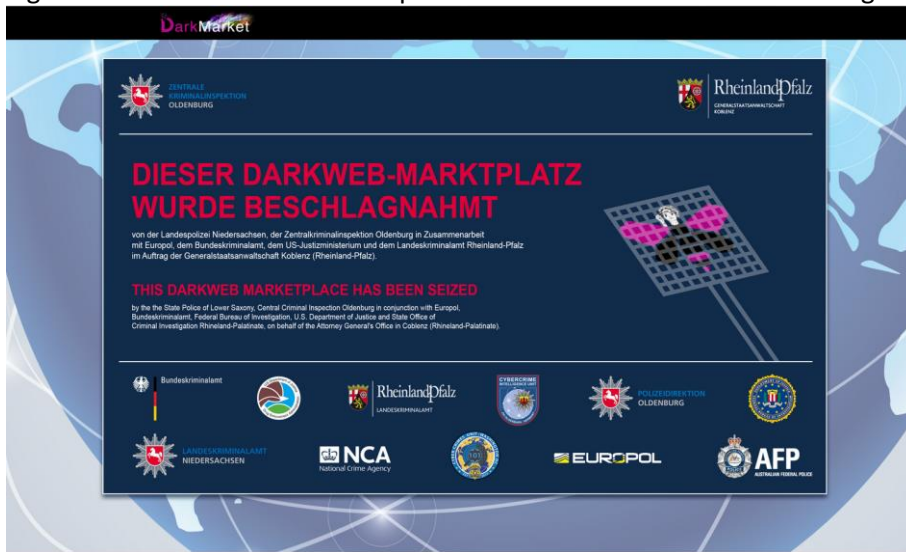 DarkMarket
ZENTRALE
KRIMINALINSPEKTION
OLDENBURG
RheinlandPfalz
GENERALSTAATSANWALTSCHAFT
KOBLENZ
DIESER DARKWEB-MARKTPLATZ
WURDE BESCHLAGNAHMT
von der Landespolizei Niedersachsen, der Zentralkriminalinspektion Oldenburg in Zusammenarbeit
mit Europol, dem Bundeskriminalamt, dem US-Justizministerium und dem Landeskriminalamt Rheinland-Pfalz
im Auftrag der Generalstaatsanwaltschaft Koblenz (Rheinland-Pfalz).
THIS DARKWEB MARKETPLACE HAS BEEN SEIZED
by the the State Police of Lower Saxony, Central Criminal Inspection Oldenburg in conjunction with Europol,
Bundeskriminalamt, Federal Bureau of Investigation, U.S. Department of Justice and State Office of
Criminal Investigation Rhineland-Palatinate, on behalf of the Attorney General's Office in Coblenz (Rhineland-Palatinate).
Bundeskriminalamt
RheinlandPfalz
LANDESKRIMINALAMT
CYBERCRIME
INTELLIGENCE UNIT
POLIZEIDIREKTION
OLDENBURG
LANDESKRIMINALAMT
NIEDERSACHSEN
NCA
National Crime Agency
EUROPOL
AFP
AUSTRALIAN FEDERAL POLICE